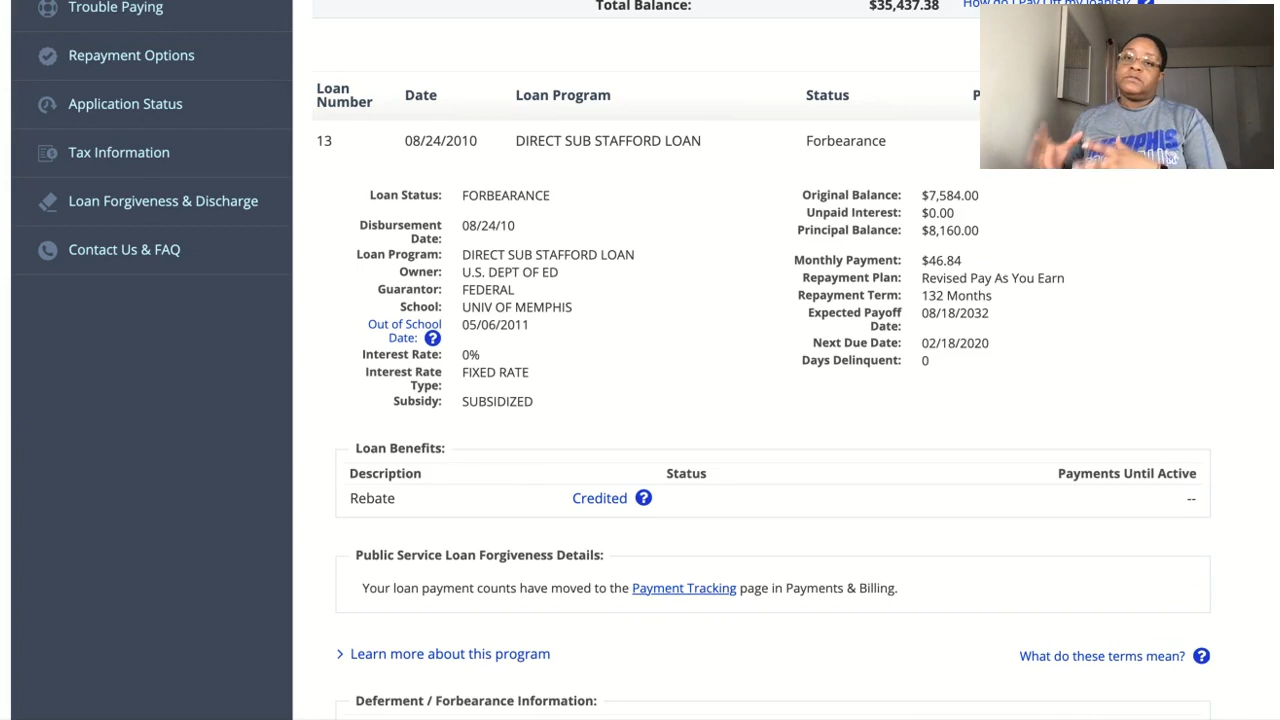 Trouble Paying
Repayment Options
Application Status
Tax Information
Loan Forgiveness & Discharge
Contact Us & FAQ
Total Balance: $35,437.38
Loan Number Date Loan Program Status P
13 08/24/2010 DIRECT SUB STAFFORD LOAN Forbearance
Loan Status: FORBEARANCE
Disbursement Date: 08/24/10
Loan Program: DIRECT SUB STAFFORD LOAN
Owner: U.S. DEPT OF ED
Guarantor: FEDERAL
School: UNIV OF MEMPHIS
Out of School Date: ? 05/06/2011
Interest Rate: 0%
Interest Rate Type: FIXED RATE
Subsidy: SUBSIDIZED
Original Balance: $7,584.00
Unpaid Interest: $0.00
Principal Balance: $8,160.00
Monthly Payment: $46.84
Repayment Plan: Revised Pay As You Earn
Repayment Term: 132 Months
Expected Payoff Date: 08/18/2032
Next Due Date: 02/18/2020
Days Delinquent: 0
Loan Benefits:
Description Status Payments Until Active
Rebate Credited ? --
Public Service Loan Forgiveness Details:
Your loan payment counts have moved to the Payment Tracking page in Payments & Billing.
> Learn more about this program
What do these terms mean? ?
Deferment / Forbearance Information:
MEMPHIS